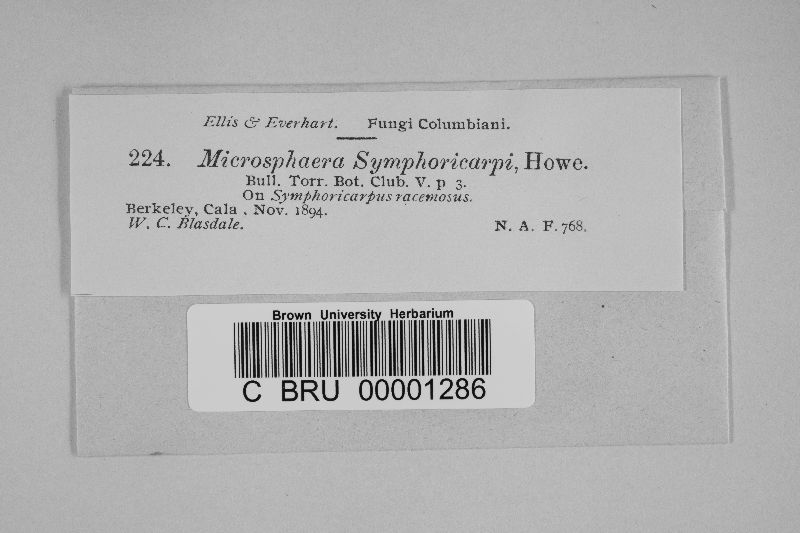 Ellis & Everhart. Fungi Columbiani.
224. Microsphaera Symphoricarpi, Howe.
Bull. Torr. Bot. Club. V. p 3.
On Symphoricarpus racemosus.
Berkeley, Cala . Nov. 1894.
W. C. Blasdale. N. A. F. 768.
Brown University Herbarium
C BRU 00001286